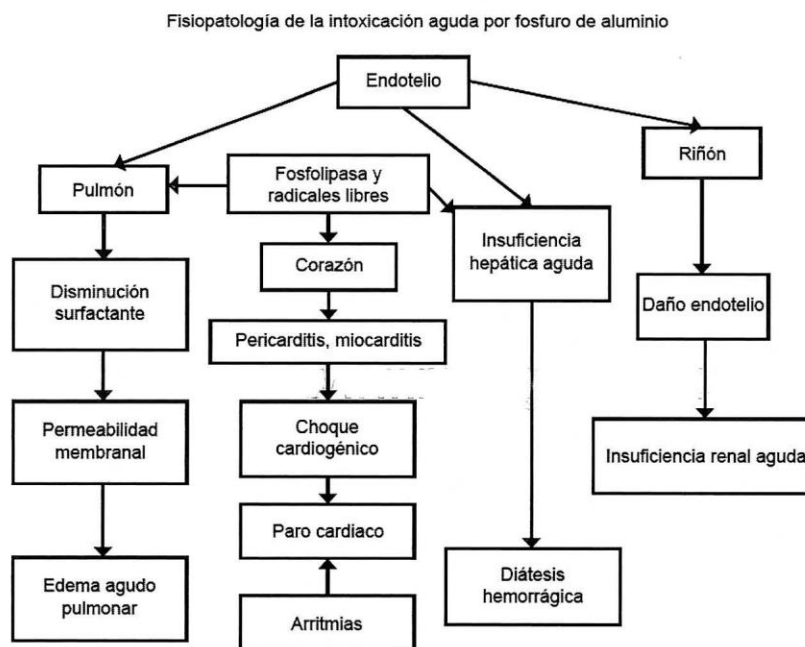 Fisiopatología de la intoxicación aguda por fosfuro de aluminio
Endotelio
Riñón
Pulmón
Fosfolipasa y
radicales libres
Insuficiencia
hepática aguda
Corazón
Disminución
surfactante
Daño endotelio
Pericarditis, miocarditis
Permeabilidad
membranal
Choque
cardiogénico
Insuficiencia renal aguda
Paro cardiaco
Edema agudo
pulmonar
Diátesis
hemorrágica
Arritmias